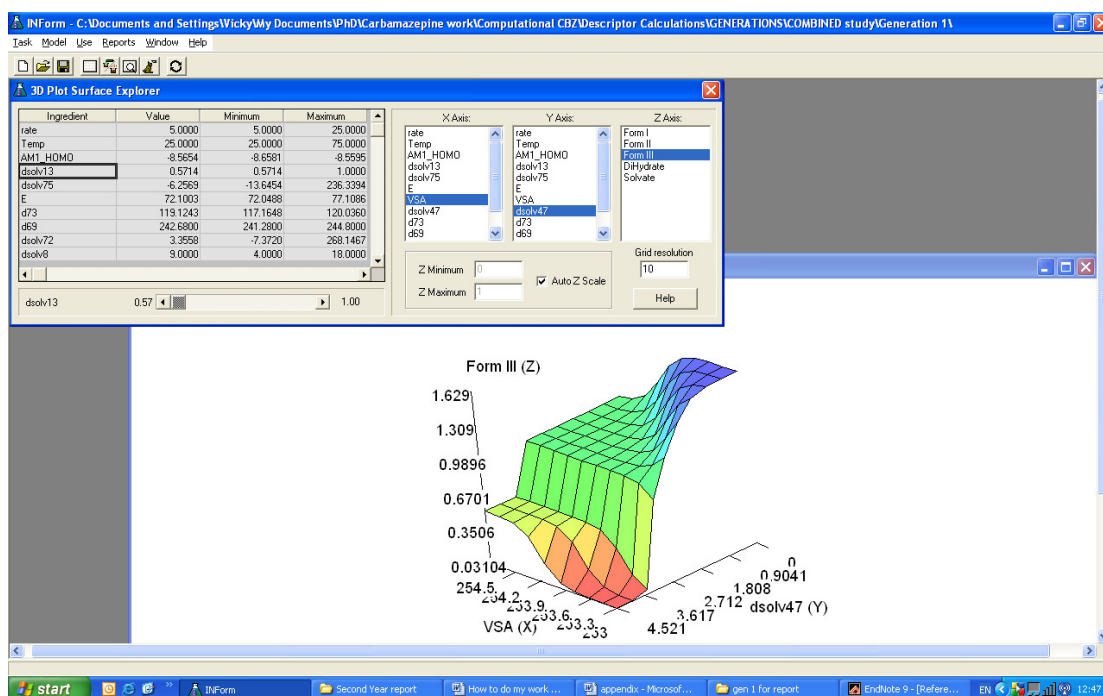 INForm - C:\Documents and Settings\Vicky\My Documents\PhD\Carbamazepine work\Computational CBZ\Descriptor Calculations\GENERATIONS\COMBINED study\Generation 1\
Task Model Use Reports Window Help
3D Plot Surface Explorer
Ingredient Value Minimum Maximum
rate 5.0000 5.0000 25.0000
Temp 25.0000 25.0000 75.0000
AM1_HOMO -8.5654 -8.6581 -8.5595
dsolv13 0.5714 0.5714 1.0000
dsolv75 -6.2569 -13.6454 236.3394
E 72.1003 72.0488 77.1086
d73 119.1243 117.1648 120.0360
d69 242.6800 241.2800 244.8000
dsolv72 3.3558 -7.3720 268.1467
dsolv8 9.0000 4.0000 18.0000
dsolv13 0.57 1.00
X Axis:
rate
Temp
AM1_HOMO
dsolv13
dsolv75
E
VSA
dsolv47
d73
d69
Y Axis:
rate
Temp
AM1_HOMO
dsolv13
dsolv75
E
VSA
dsolv47
d73
d69
Z Axis:
Form I
Form II
Form III
DiHydrate
Solvate
Z Minimum 0
Z Maximum 1
Auto Z Scale
Grid resolution
10
Help
Form III (Z)
1.629
1.309
0.9896
0.6701
0.3506
0.03104
254.5
254.2
253.9
253.6
253.3
253
VSA (X)
0
0.9041
1.808
2.712
3.617
4.521
dsolv47 (Y)
start
INForm
Second Year report
How to do my work ...
appendix - Microsof...
gen 1 for report
EndNote 9 - [Refere...
EN
12:47